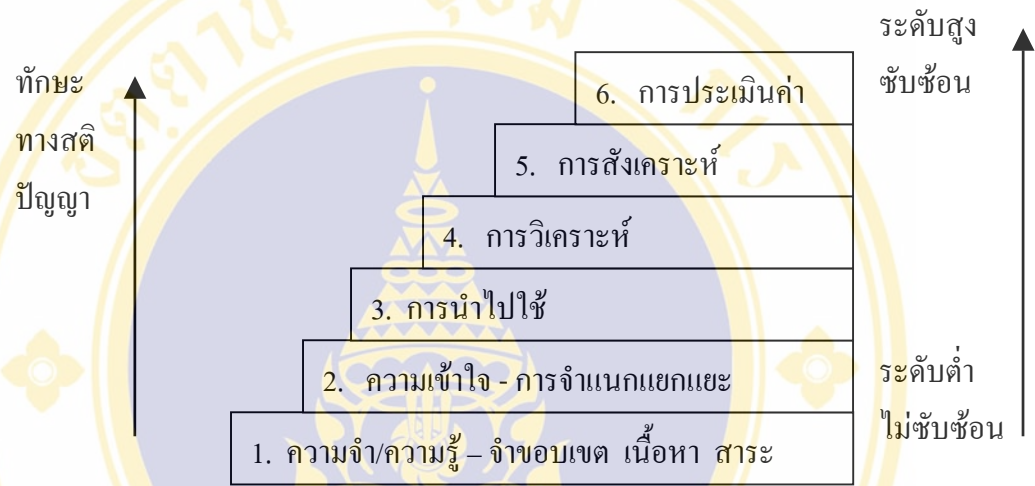 ทักษะ
ทางสติ
ปัญญา
ระดับสูง
ซับซ้อน
6. การประเมินค่า
5. การสังเคราะห์
4. การวิเคราะห์
3. การนำไปใช้
2. ความเข้าใจ - การจำแนกแยกแยะ
1. ความจำ/ความรู้ – จำขอบเขต เนื้อหา สาระ
ระดับต่ำ
ไม่ซับซ้อน